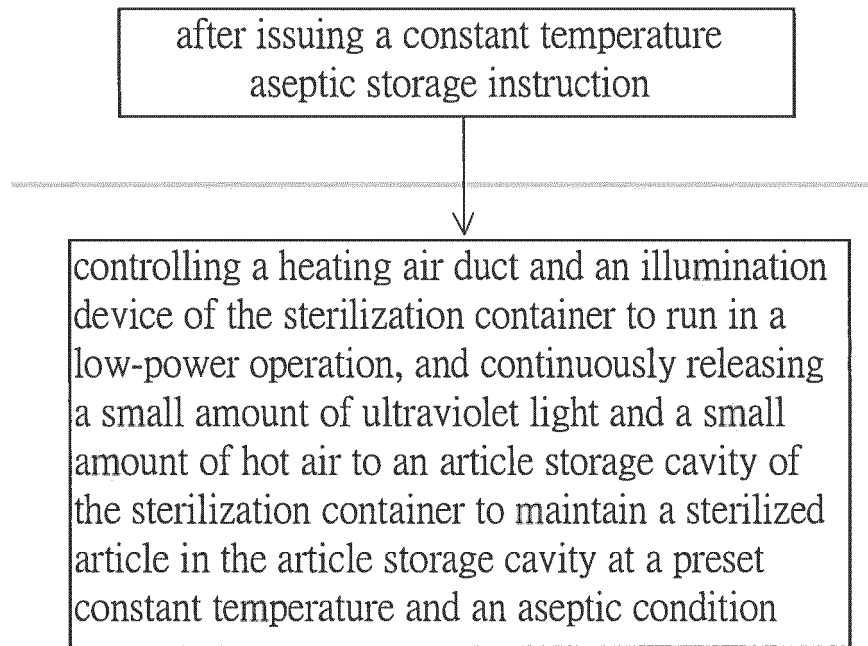 after issuing a constant temperature
aseptic storage instruction
controlling a heating air duct and an illumination
device of the sterilization container to run in a
low-power operation, and continuously releasing
a small amount of ultraviolet light and a small
amount of hot air to an article storage cavity of
the sterilization container to maintain a sterilized
article in the article storage cavity at a preset
constant temperature and an aseptic condition